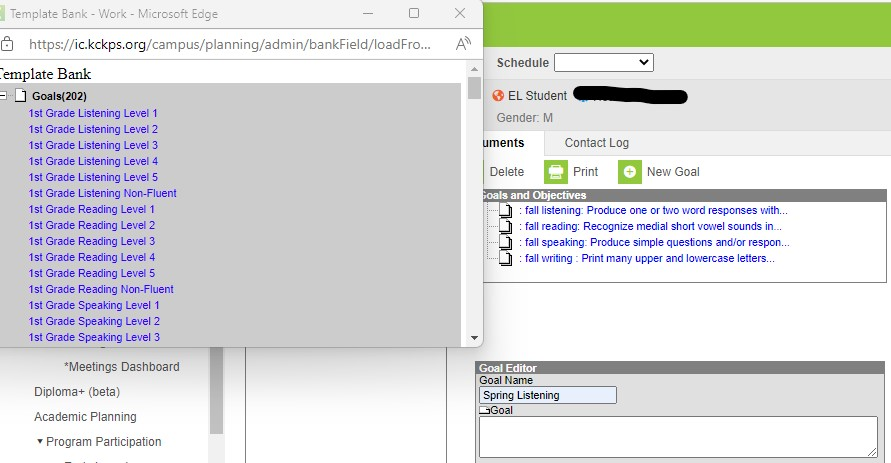 Template Bank - Work - Microsoft Edge
https://ic.kckps.org/campus/planning/admin/bankField/loadFro...
Template Bank
Goals(202)
1st Grade Listening Level 1
1st Grade Listening Level 2
1st Grade Listening Level 3
1st Grade Listening Level 4
1st Grade Listening Level 5
1st Grade Listening Non-Fluent
1st Grade Reading Level 1
1st Grade Reading Level 2
1st Grade Reading Level 3
1st Grade Reading Level 4
1st Grade Reading Level 5
1st Grade Reading Non-Fluent
1st Grade Speaking Level 1
1st Grade Speaking Level 2
1st Grade Speaking Level 3
*Meetings Dashboard
Diploma+ (beta)
Academic Planning
Program Participation
Schedule
EL Student
Gender: M
uments
Contact Log
Delete
Print
New Goal
Goals and Objectives
: fall listening: Produce one or two word responses with...
: fall reading: Recognize medial short vowel sounds in...
: fall speaking: Produce simple questions and/or respon...
: fall writing : Print many upper and lowercase letters...
Goal Editor
Goal Name
Spring Listening
Goal